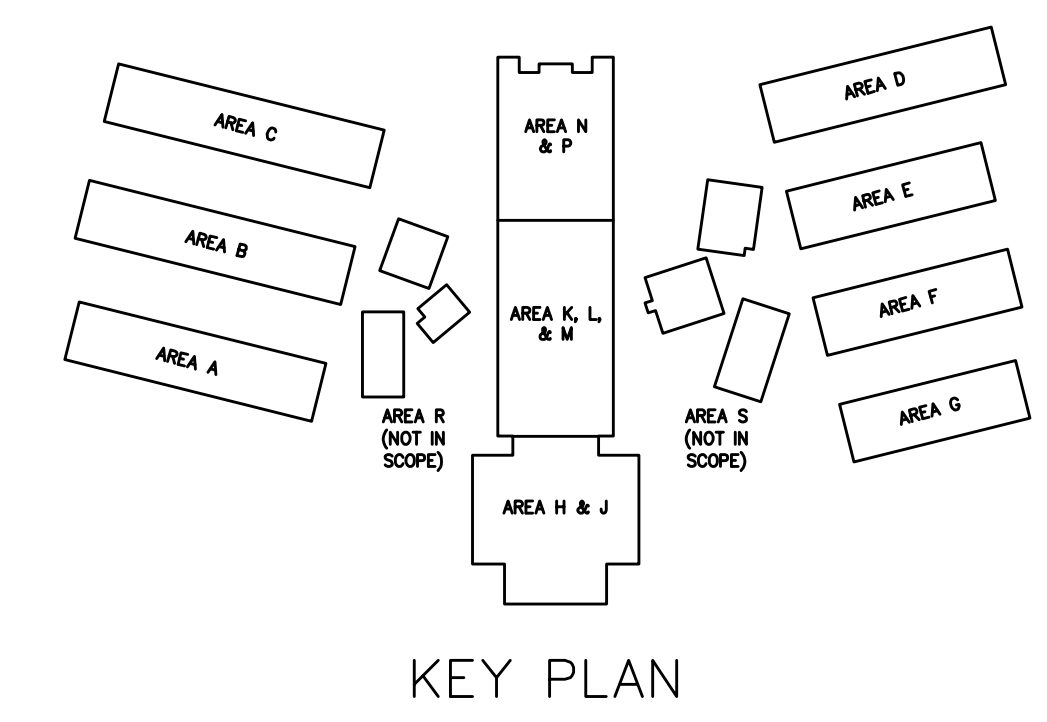 AREA C
AREA D
AREA N
& P
AREA B
AREA E
AREA A
AREA K, L,
& M
AREA F
AREA R
(NOT IN
SCOPE)
AREA S
(NOT IN
SCOPE)
AREA G
AREA H & J
KEY PLAN